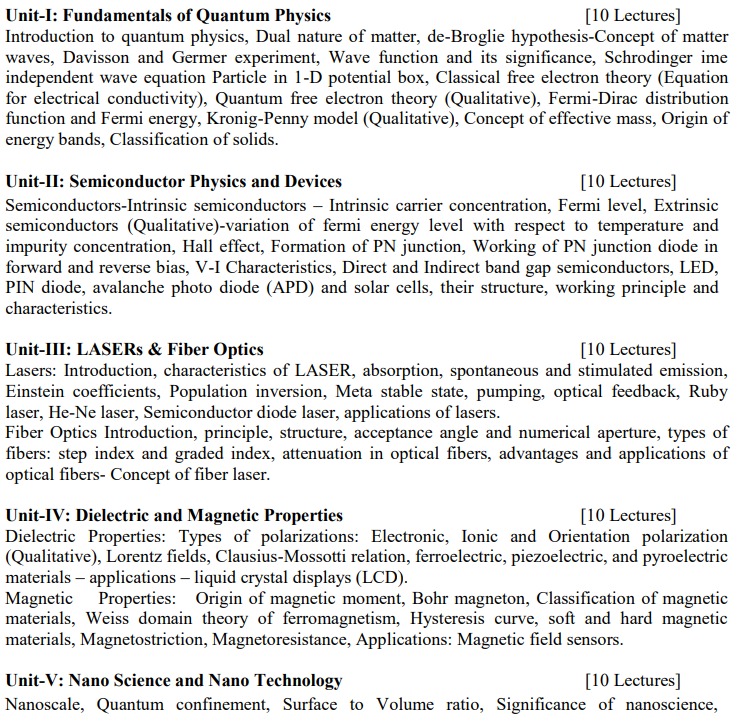 Unit-I: Fundamentals of Quantum Physics [10 Lectures]
Introduction to quantum physics, Dual nature of matter, de-Broglie hypothesis-Concept of matter
waves, Davisson and Germer experiment, Wave function and its significance, Schrodinger ime
independent wave equation Particle in 1-D potential box, Classical free electron theory (Equation
for electrical conductivity), Quantum free electron theory (Qualitative), Fermi-Dirac distribution
function and Fermi energy, Kronig-Penny model (Qualitative), Concept of effective mass, Origin of
energy bands, Classification of solids.
Unit-II: Semiconductor Physics and Devices [10 Lectures]
Semiconductors-Intrinsic semiconductors – Intrinsic carrier concentration, Fermi level, Extrinsic
semiconductors (Qualitative)-variation of fermi energy level with respect to temperature and
impurity concentration, Hall effect, Formation of PN junction, Working of PN junction diode in
forward and reverse bias, V-I Characteristics, Direct and Indirect band gap semiconductors, LED,
PIN diode, avalanche photo diode (APD) and solar cells, their structure, working principle and
characteristics.
Unit-III: LASERs & Fiber Optics [10 Lectures]
Lasers: Introduction, characteristics of LASER, absorption, spontaneous and stimulated emission,
Einstein coefficients, Population inversion, Meta stable state, pumping, optical feedback, Ruby
laser, He-Ne laser, Semiconductor diode laser, applications of lasers.
Fiber Optics Introduction, principle, structure, acceptance angle and numerical aperture, types of
fibers: step index and graded index, attenuation in optical fibers, advantages and applications of
optical fibers- Concept of fiber laser.
Unit-IV: Dielectric and Magnetic Properties [10 Lectures]
Dielectric Properties: Types of polarizations: Electronic, Ionic and Orientation polarization
(Qualitative), Lorentz fields, Clausius-Mossotti relation, ferroelectric, piezoelectric, and pyroelectric
materials – applications – liquid crystal displays (LCD).
Magnetic Properties: Origin of magnetic moment, Bohr magneton, Classification of magnetic
materials, Weiss domain theory of ferromagnetism, Hysteresis curve, soft and hard magnetic
materials, Magnetostriction, Magnetoresistance, Applications: Magnetic field sensors.
Unit-V: Nano Science and Nano Technology [10 Lectures]
Nanoscale, Quantum confinement, Surface to Volume ratio, Significance of nanoscience,